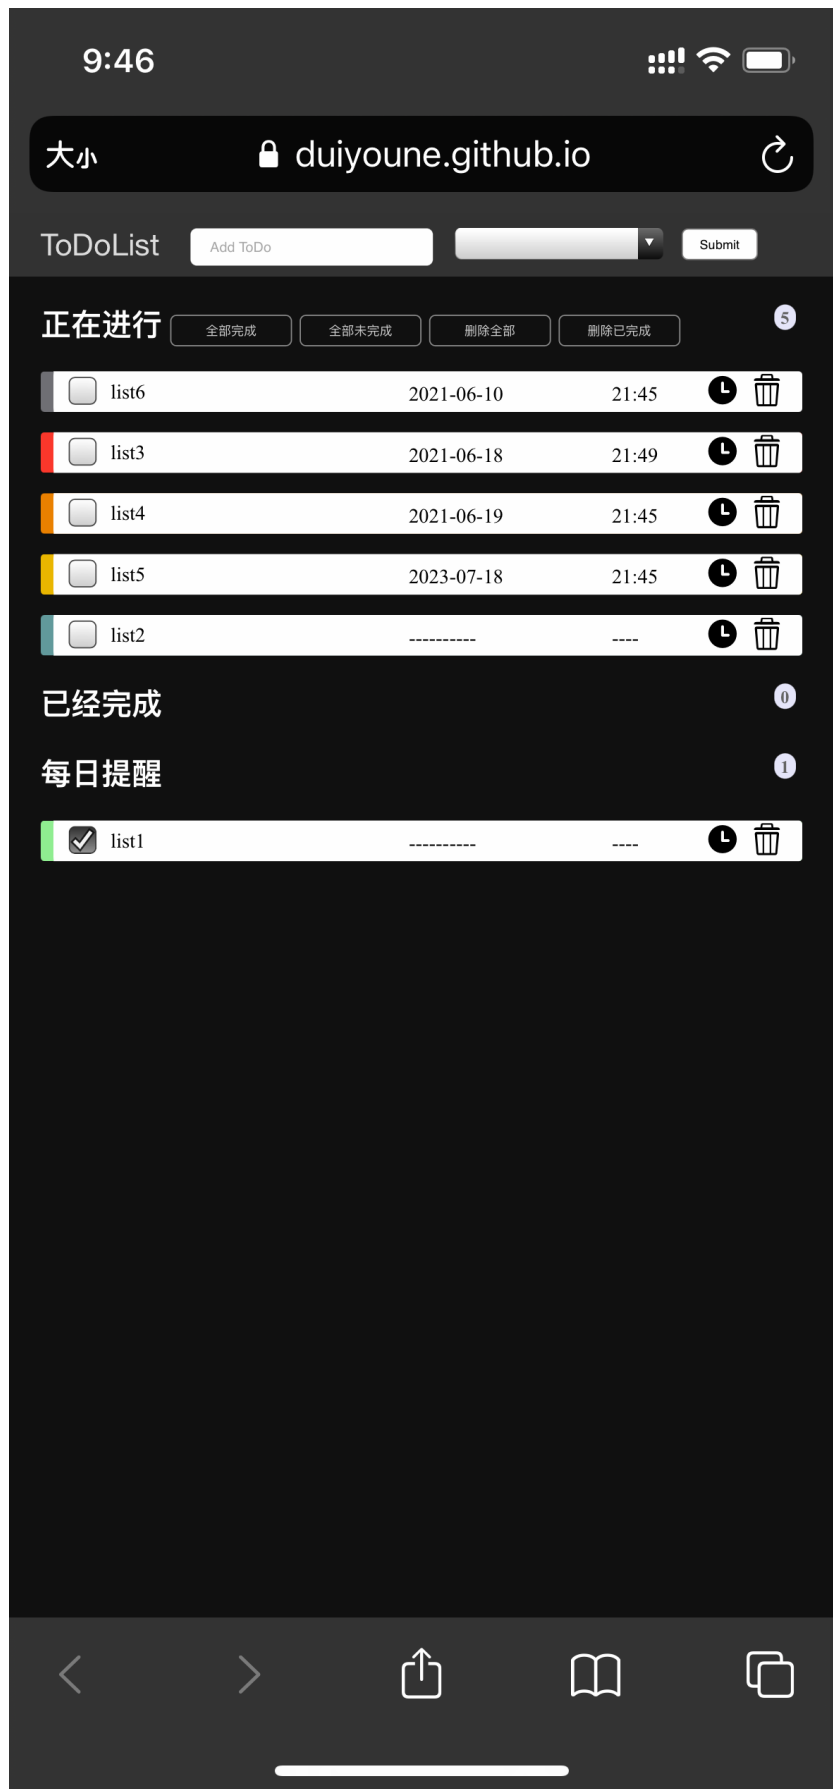 9:46
大小 duiyoune.github.io
ToDoList Add ToDo Submit
正在进行 全部完成 全部未完成 删除全部 删除已完成 5
list6 2021-06-10 21:45
list3 2021-06-18 21:49
list4 2021-06-19 21:45
list5 2023-07-18 21:45
list2 ---------- ----
已经完成 0
每日提醒 1
list1 ---------- ----